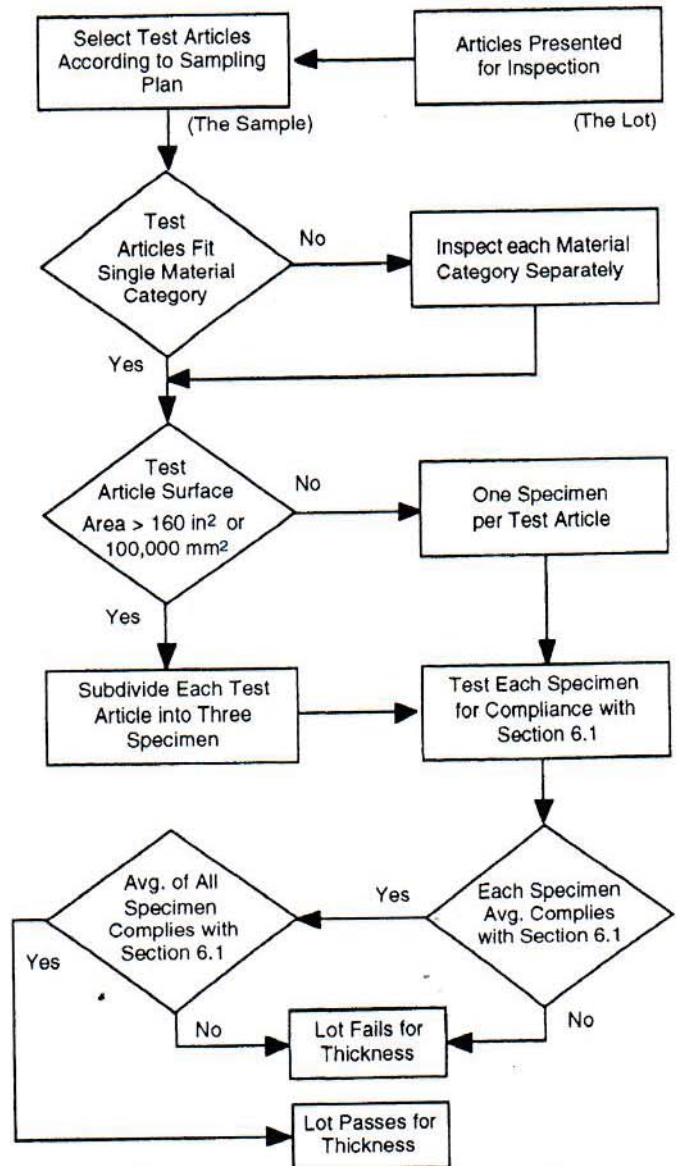 Select Test Articles
According to Sampling
Plan
Articles Presented
for Inspection
(The Sample)
(The Lot)
Test
Articles Fit
Single Material
Category
No
Inspect each Material
Category Separately
Yes
Test
Article Surface
Area > 160 in² or
100,000 mm²
No
One Specimen
per Test Article
Yes
Subdivide Each Test
Article into Three
Specimen
Test Each Specimen
for Compliance with
Section 6.1
Each Specimen
Avg. Complies
with Section 6.1
Yes
Avg. of All
Specimen
Complies with
Section 6.1
Yes
No
Lot Fails for
Thickness
No
Lot Passes for
Thickness